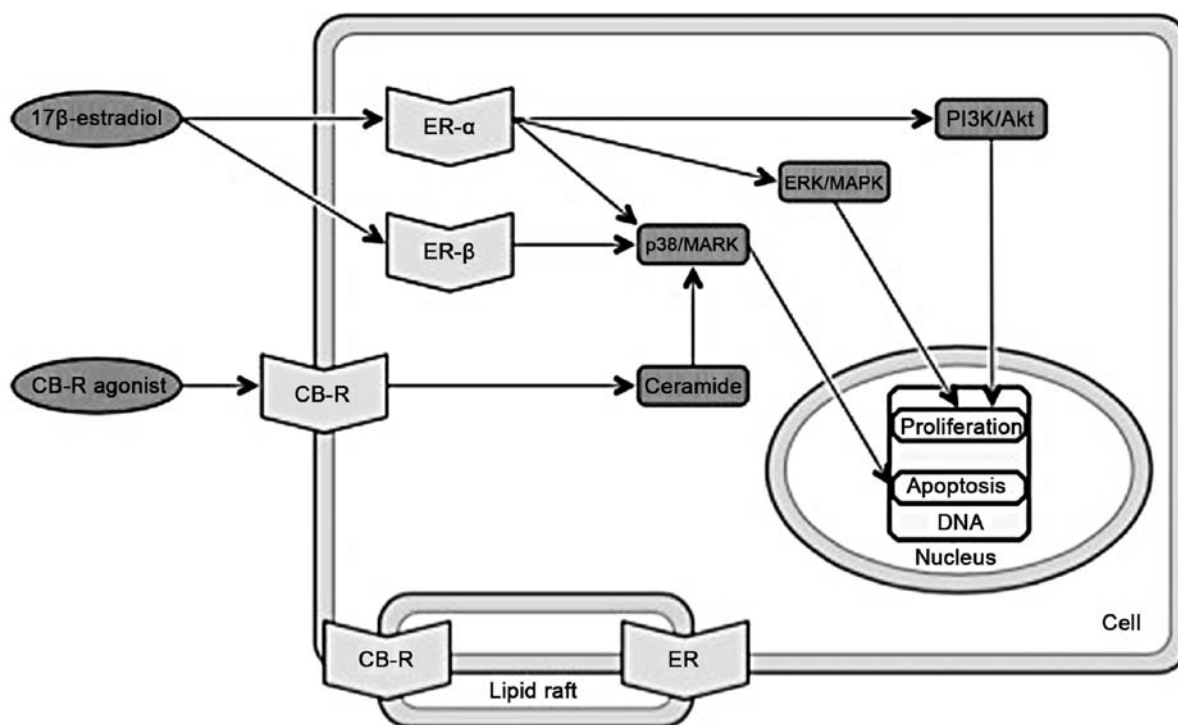 17β-estradiol
ER-α
PI3K/Akt
ERK/MAPK
ER-β
p38/MARK
CB-R agonist
CB-R
Ceramide
Proliferation
Apoptosis
DNA
Nucleus
Cell
CB-R
ER
Lipid raft